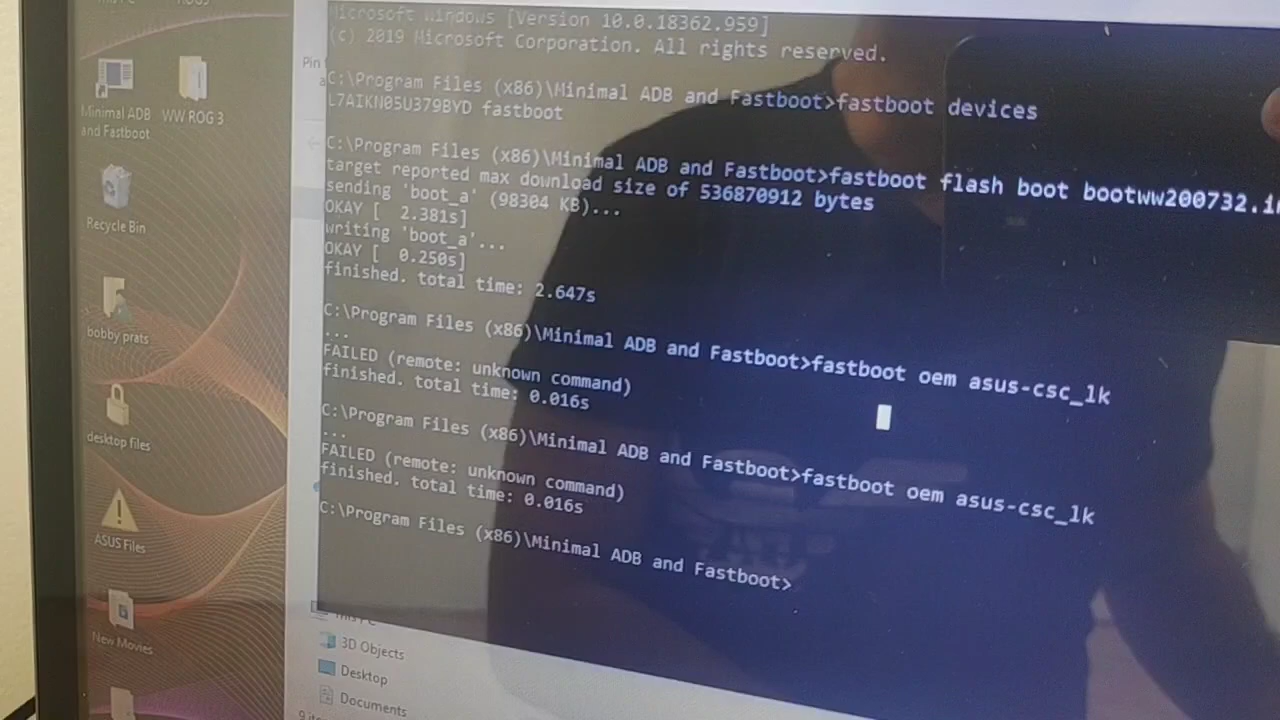 Microsoft Windows [Version 10.0.18362.959]
(c) 2019 Microsoft Corporation. All rights reserved.
C:\Program Files (x86)\Minimal ADB and Fastboot>fastboot devices
L7AIKN05U379BYD fastboot
C:\Program Files (x86)\Minimal ADB and Fastboot>fastboot flash boot bootww200732.i
target reported max download size of 536870912 bytes
sending 'boot_a' (98304 KB)...
OKAY [ 2.381s]
writing 'boot_a'...
OKAY [ 0.250s]
finished. total time: 2.647s
C:\Program Files (x86)\Minimal ADB and Fastboot>fastboot oem asus-csc_lk
...
FAILED (remote: unknown command)
finished. total time: 0.016s
C:\Program Files (x86)\Minimal ADB and Fastboot>fastboot oem asus-csc_lk
...
FAILED (remote: unknown command)
finished. total time: 0.016s
C:\Program Files (x86)\Minimal ADB and Fastboot>
Minimal ADB
and Fastboot
WW ROG 3
Recycle Bin
bobby prats
desktop files
ASUS Files
New Movies
Pin
This PC
3D Objects
Desktop
Documents